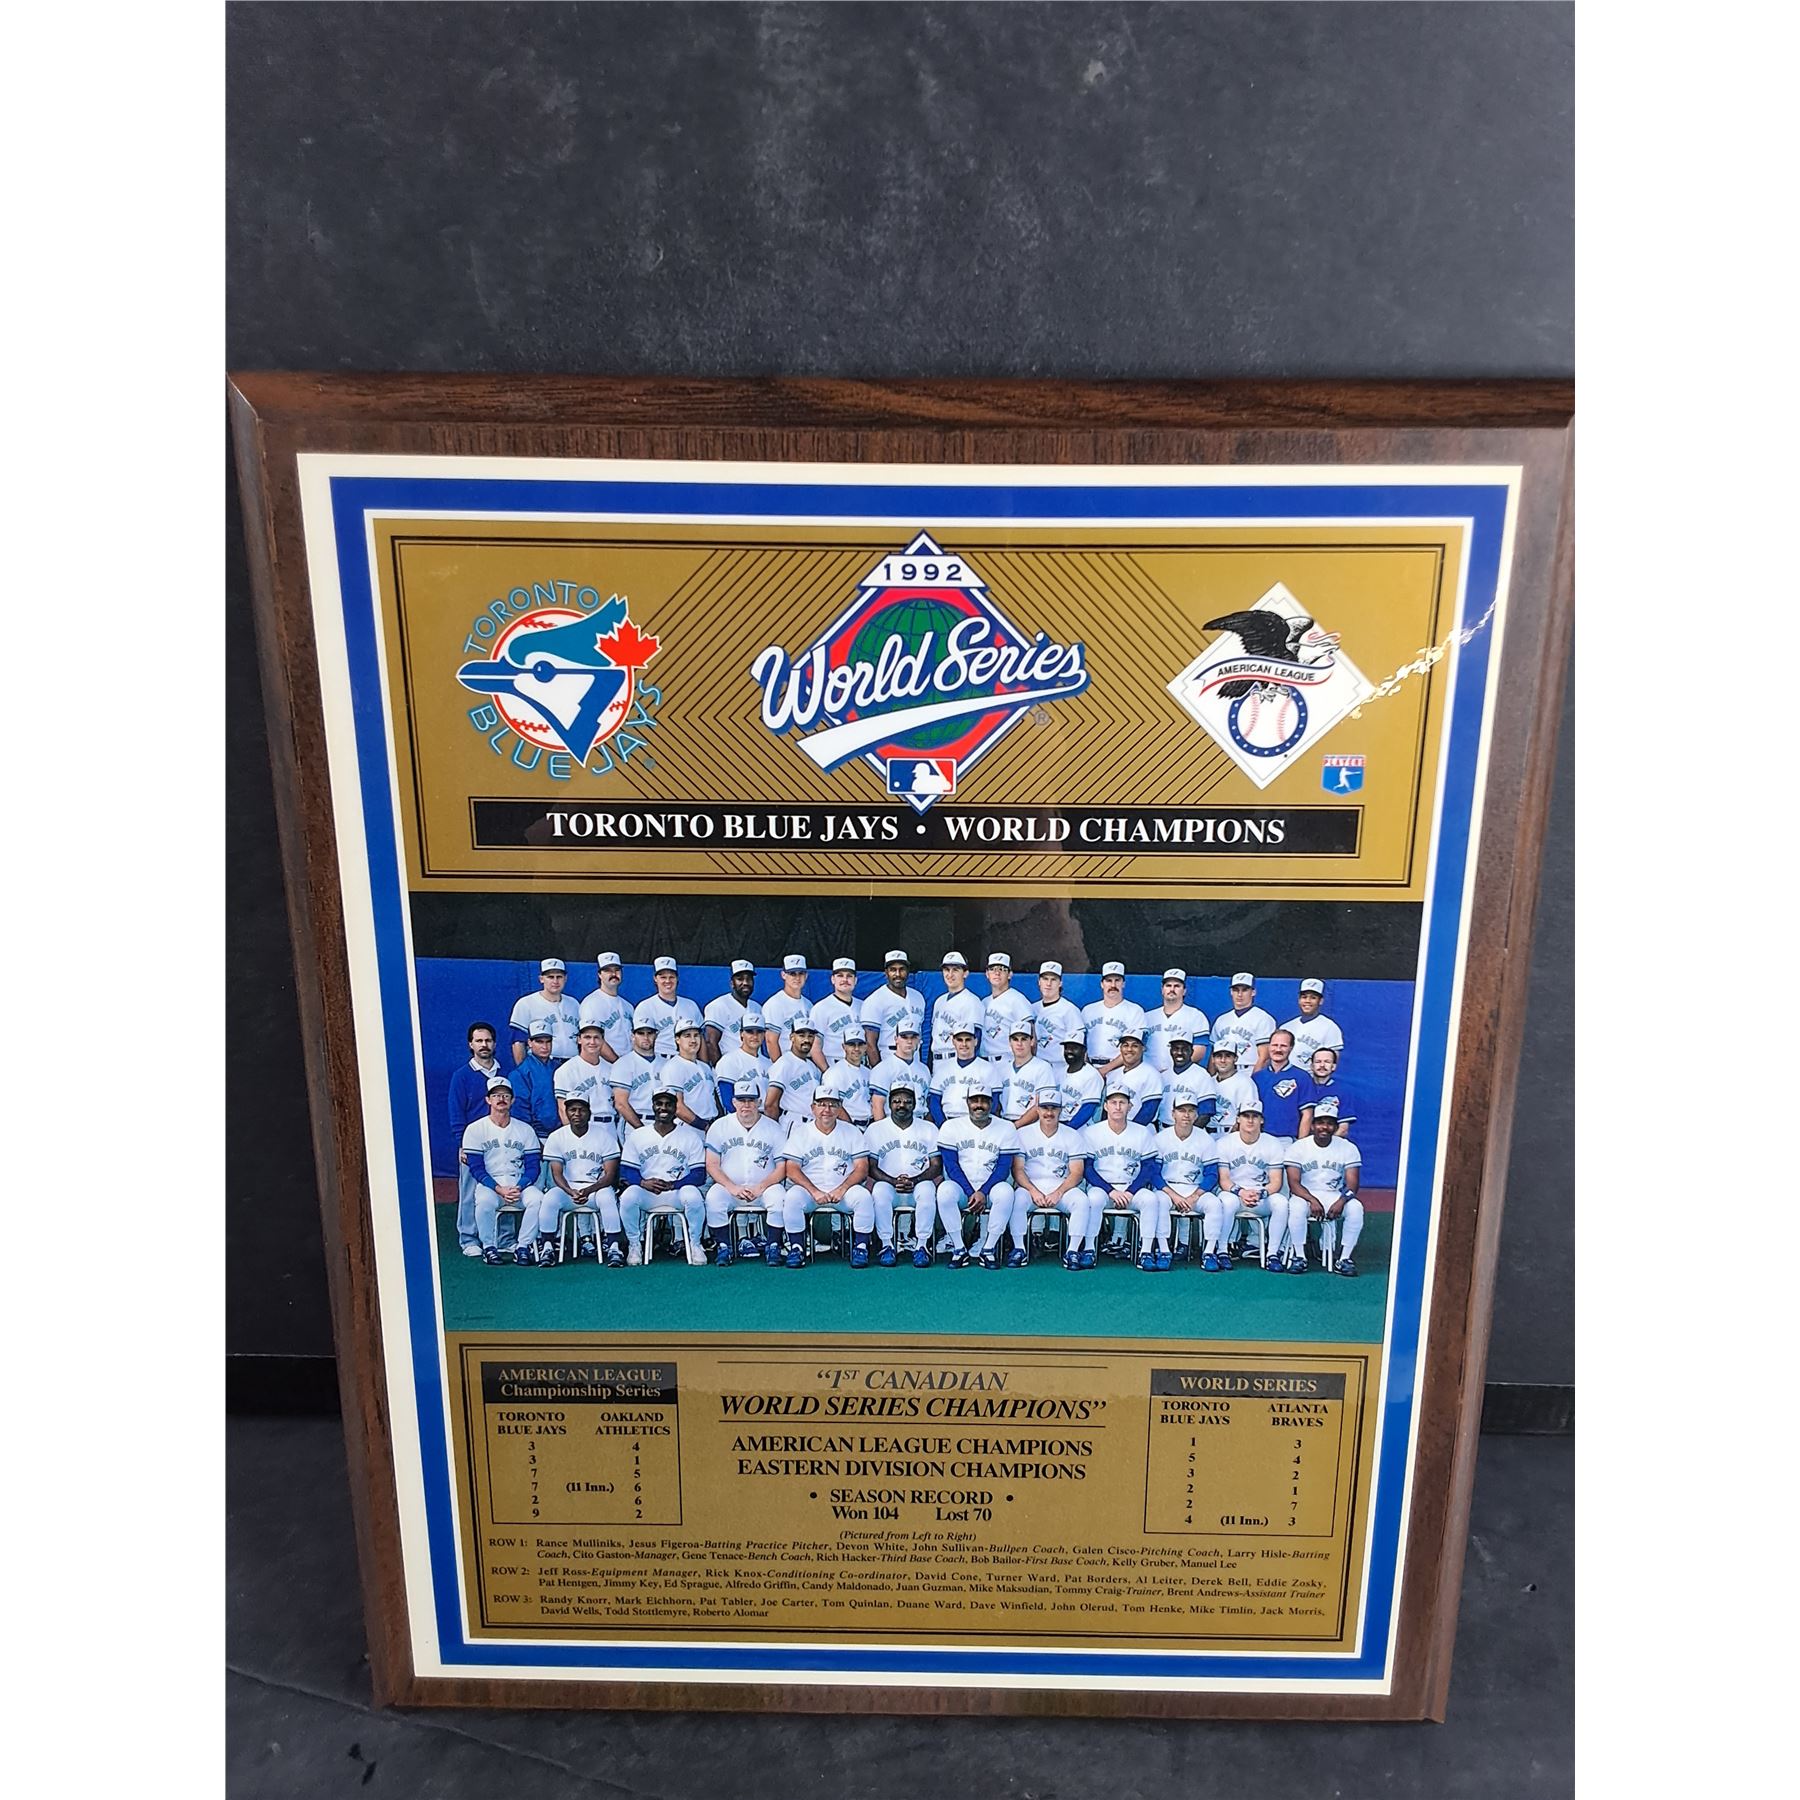 TORONTO
BLUE JAYS
1992
World Series
AMERICAN LEAGUE
PLAYERS
TORONTO BLUE JAYS • WORLD CHAMPIONS
AMERICAN LEAGUE
Championship Series
TORONTO OAKLAND
BLUE JAYS ATHLETICS
3 4
3 1
7 5
7 (11 Inn.) 6
2 6
9 2
"1ST CANADIAN
WORLD SERIES CHAMPIONS"
AMERICAN LEAGUE CHAMPIONS
EASTERN DIVISION CHAMPIONS
• SEASON RECORD •
Won 104 Lost 70
WORLD SERIES
TORONTO ATLANTA
BLUE JAYS BRAVES
1 3
5 4
3 2
2 1
2 7
4 (11 Inn.) 3
(Pictured from Left to Right)
ROW 1: Rance Mulliniks, Jesus Figeroa-Batting Practice Pitcher, Devon White, John Sullivan-Bullpen Coach, Galen Cisco-Pitching Coach, Larry Hisle-Batting
Coach, Cito Gaston-Manager, Gene Tenace-Bench Coach, Rich Hacker-Third Base Coach, Bob Bailor-First Base Coach, Kelly Gruber, Manuel Lee
ROW 2: Jeff Ross-Equipment Manager, Rick Knox-Conditioning Co-ordinator, David Cone, Turner Ward, Pat Borders, Al Leiter, Derek Bell, Eddie Zosky,
Pat Hentgen, Jimmy Key, Ed Sprague, Alfredo Griffin, Candy Maldonado, Juan Guzman, Mike Maksudian, Tommy Craig-Trainer, Brent Andrews-Assistant Trainer
ROW 3: Randy Knorr, Mark Eichhorn, Pat Tabler, Joe Carter, Tom Quinlan, Duane Ward, Dave Winfield, John Olerud, Tom Henke, Mike Timlin, Jack Morris,
David Wells, Todd Stottlemyre, Roberto Alomar